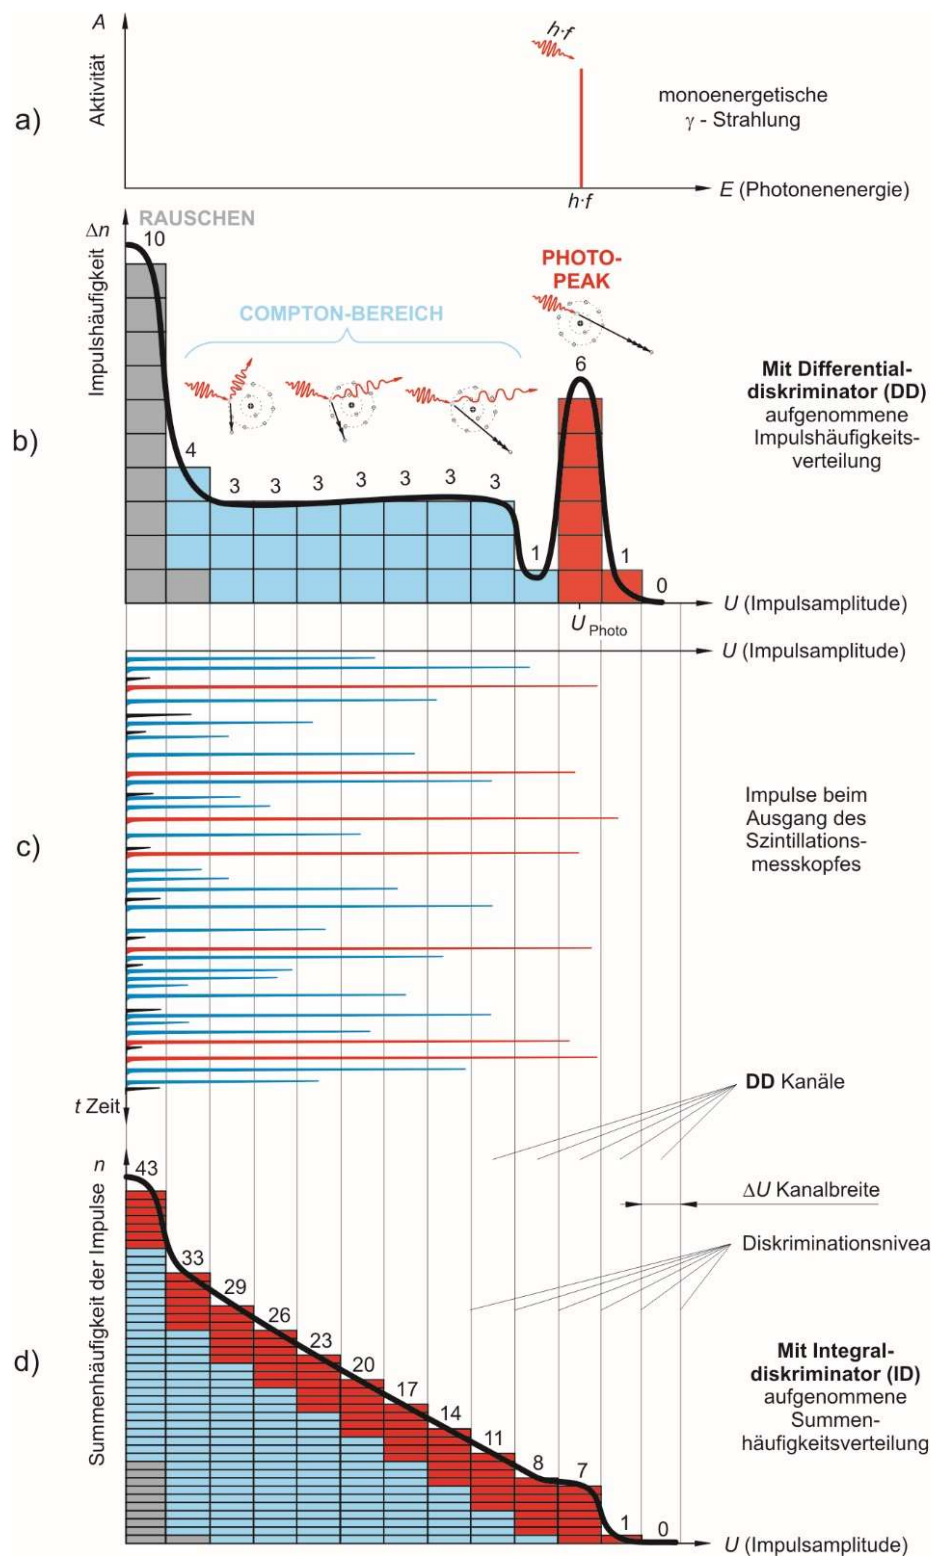 a)
A
Aktivität
h·f
monoenergetische
γ - Strahlung
E (Photonenenergie)
h·f
b)
Δn
Impulshäufigkeit
RAUSCHEN
10
COMPTON-BEREICH
PHOTO-
PEAK
6
4
3
3
3
3
3
3
3
1
1
0
Mit Differential-
diskriminator (DD)
aufgenommene
Impulshäufigkeits-
verteilung
U (Impulsamplitude)
U Photo
c)
U (Impulsamplitude)
Impulse beim
Ausgang des
Szintillations-
messkopfes
t Zeit
DD Kanäle
ΔU Kanalbreite
Diskriminationsnivea
d)
n
Summenhäufigkeit der Impulse
43
33
29
26
23
20
17
14
11
8
7
1
0
Mit Integral-
diskriminator (ID)
aufgenommene
Summen-
häufigkeitsverteilung
U (Impulsamplitude)